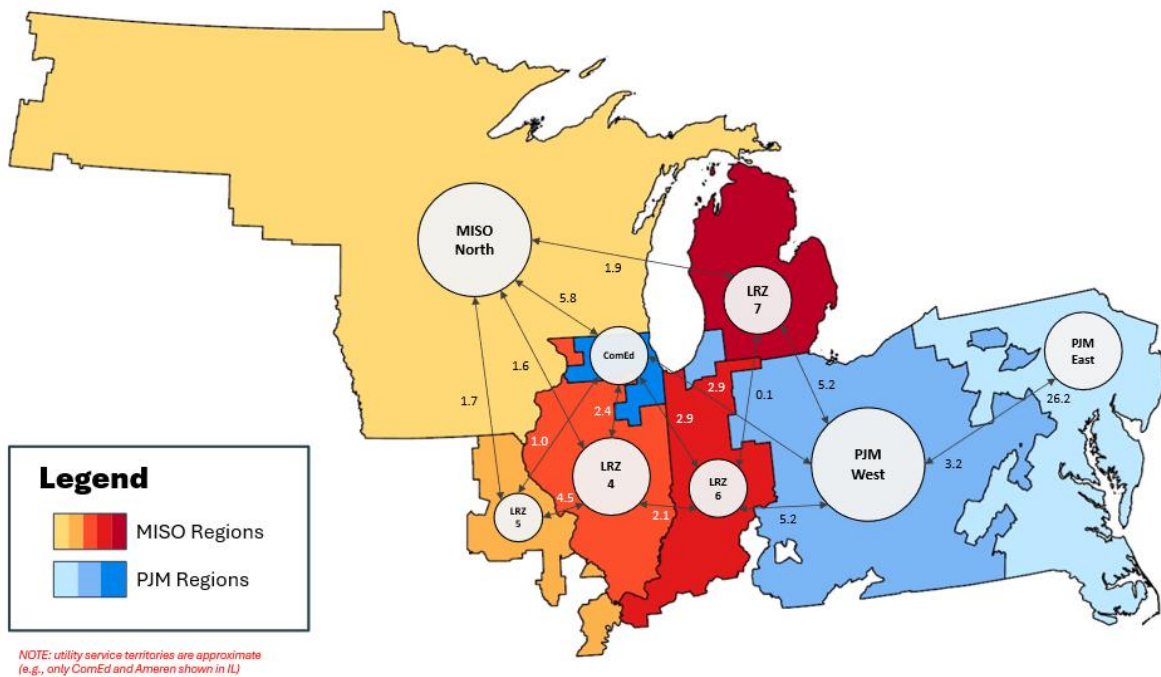 MISO
North
1.9
LRZ
7
5.8
ComEd
PJM
East
1.6
2.9
5.2
26.2
1.7
2.4
2.9
0.1
1.0
PJM
West
3.2
LRZ
4
LRZ
6
4.5
LRZ
5
2.1
5.2
Legend
MISO Regions
PJM Regions
NOTE: utility service territories are approximate
(e.g., only ComEd and Ameren shown in IL)